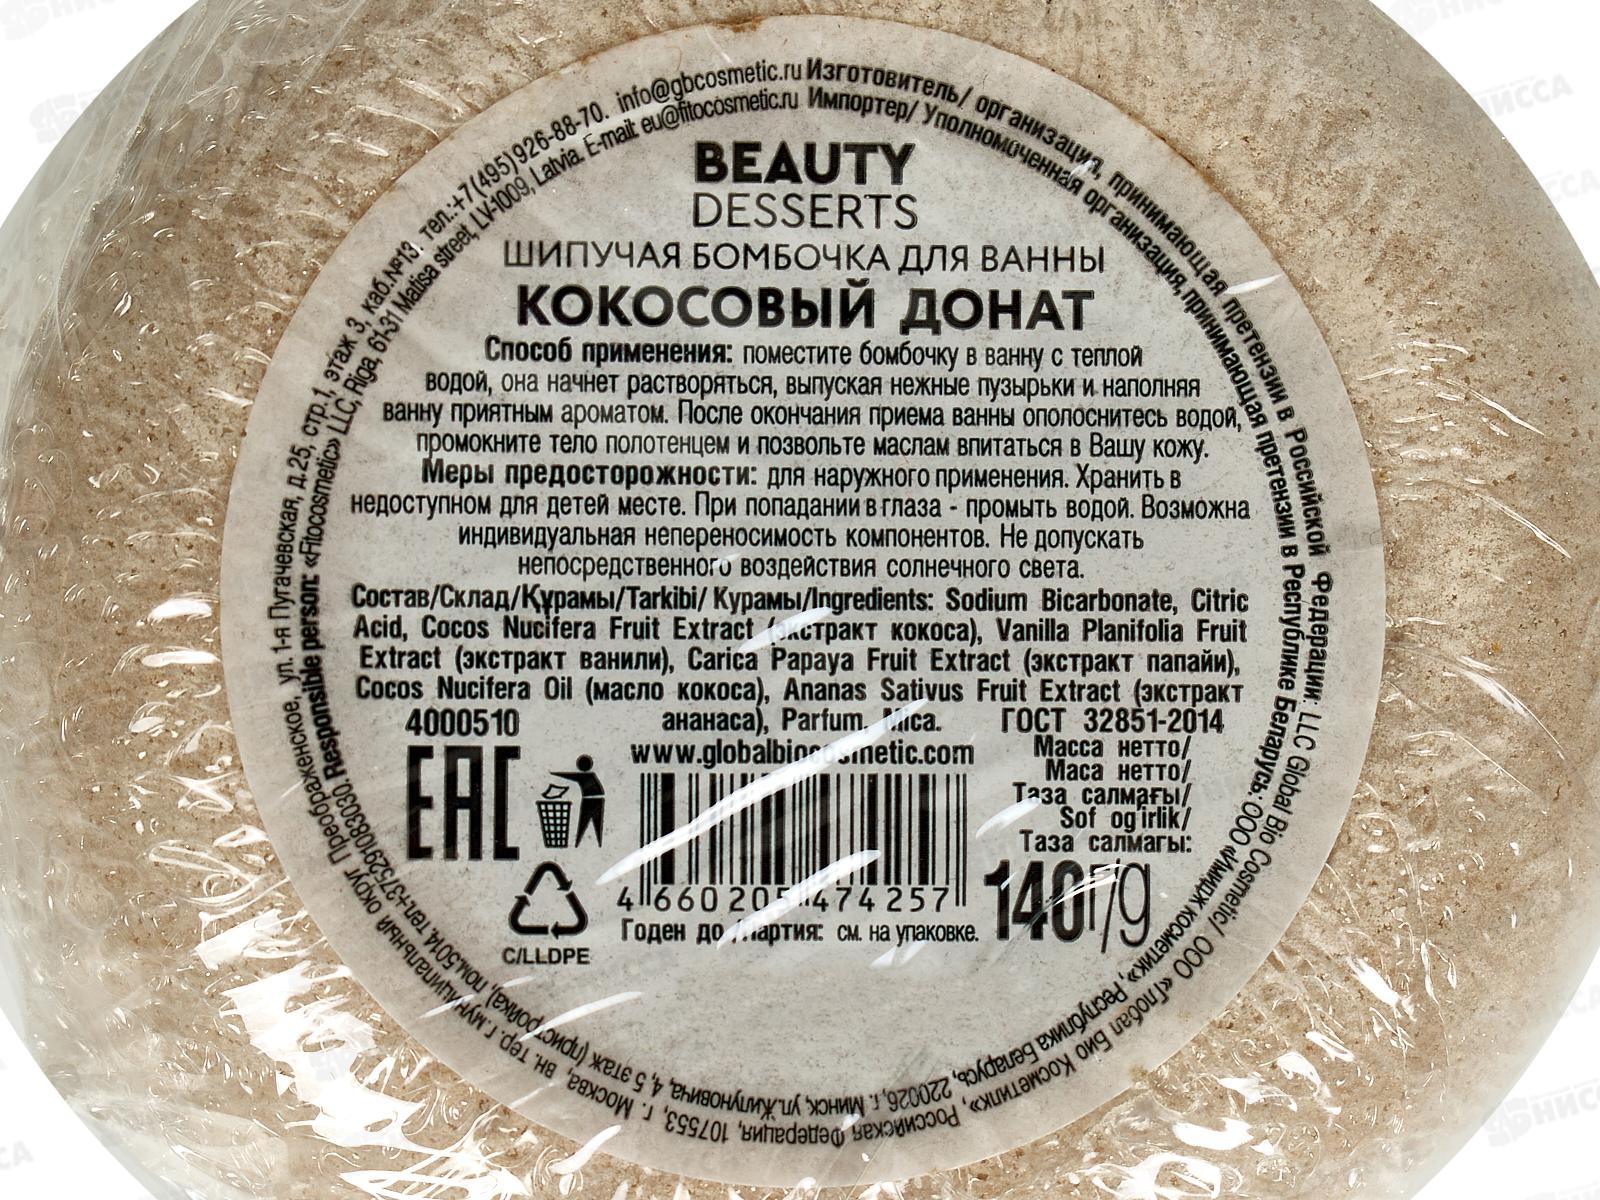 BEAUTY
DESSERTS
ШИПУЧАЯ БОМБОЧКА ДЛЯ ВАННЫ
КОКОСОВЫЙ ДОНАТ
Способ применения: поместите бомбочку в ванну с теплой
водой, она начнет растворяться, выпуская нежные пузырьки и наполняя
ванну приятным ароматом. После окончания приема ванны ополоснитесь водой,
промокните тело полотенцем и позвольте маслам впитаться в Вашу кожу.
Меры предосторожности: для наружного применения. Хранить в
недоступном для детей месте. При попадании в глаза - промыть водой. Возможна
индивидуальная непереносимость компонентов. Не допускать
непосредственного воздействия солнечного света.
Состав/Склад/Құрамы/Tarkibi/ Курамы/Ingredients: Sodium Bicarbonate, Citric
Acid, Cocos Nucifera Fruit Extract (экстракт кокоса), Vanilla Planifolia Fruit
Extract (экстракт ванили), Carica Papaya Fruit Extract (экстракт папайи),
Cocos Nucifera Oil (масло кокоса), Ananas Sativus Fruit Extract (экстракт
4000510 ананаса), Parfum, Mica. ГОСТ 32851-2014
www.globalbiocosmetic.com
Масса нетто/
Маса нетто/
Таза салмағы/
Sof og'irlik/
Таза салмагы:
140 г/g
EAC
4 660205 474257
Годен до /Партия: см. на упаковке.
C/LLDPE
Изготовитель/ организация, принимающая претензии в Российской Федерации: LLC Global Bio Cosmetic/ ООО «Глобал Био Косметик», Российская Федерация, 107553, г. Москва, вн. тер. г. муниципальный округ Преображенское, ул. 1-я Пугачевская, д.25, стр.1, этаж 3, каб.№13. тел.:+7(495)926-88-70. info@gbcosmetic.ru
Импортер/ Уполномоченная организация, принимающая претензии в Республике Беларусь: ООО «Имидж косметик», Республика Беларусь, 220026, г. Минск, ул.Жилуновича, 4, 5 этаж (пристройка), пом.5014, тел.+375291083030. Responsible person: «Fitocosmetic» LLC, Riga, 61-31 Matisa street, LV-1009, Latvia. E-mail: eu@fitocosmetic.ru